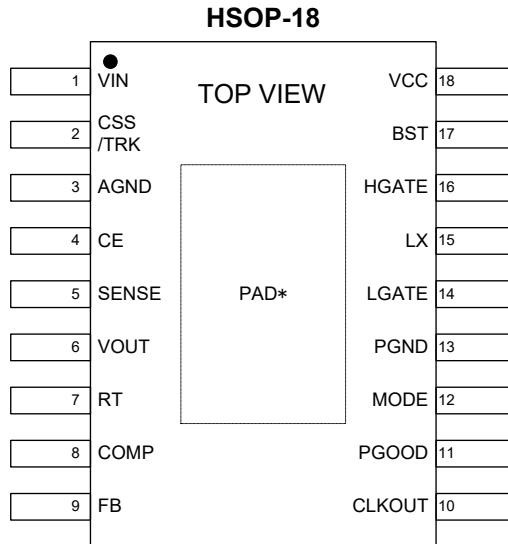 HSOP-18
TOP VIEW
1 VIN
2 CSS
/TRK
3 AGND
4 CE
5 SENSE
6 VOUT
7 RT
8 COMP
9 FB
PAD*
VCC 18
BST 17
HGATE 16
LX 15
LGATE 14
PGND 13
MODE 12
PGOOD 11
CLKOUT 10